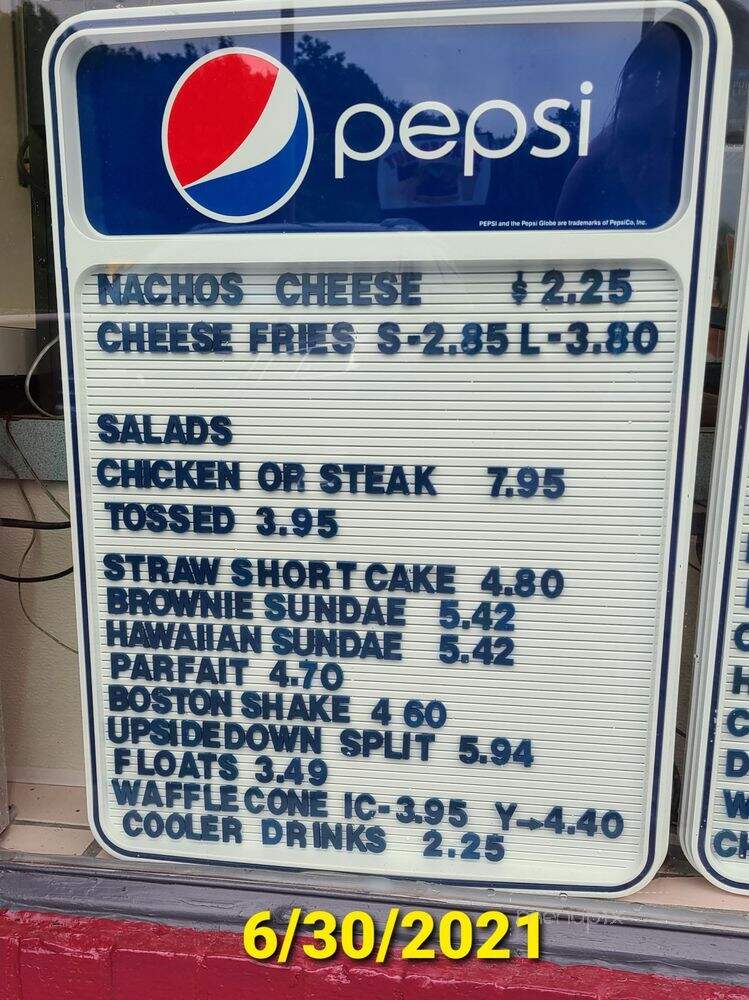 pepsi
PEPSI and the Pepsi Globe are trademarks of PepsiCo, Inc.
NACHOS CHEESE $2.25
CHEESE FRIES S-2.85 L-3.80
SALADS
CHICKEN OR STEAK 7.95
TOSSED 3.95
STRAW SHORT CAKE 4.80
BROWNIE SUNDAE 5.42
HAWAIIAN SUNDAE 5.42
PARFAIT 4.70
BOSTON SHAKE 4 60
UPSIDEDOWN SPLIT 5.94
FLOATS 3.49
WAFFLE CONE IC-3.95 Y→4.40
COOLER DRINKS 2.25
6/30/2021